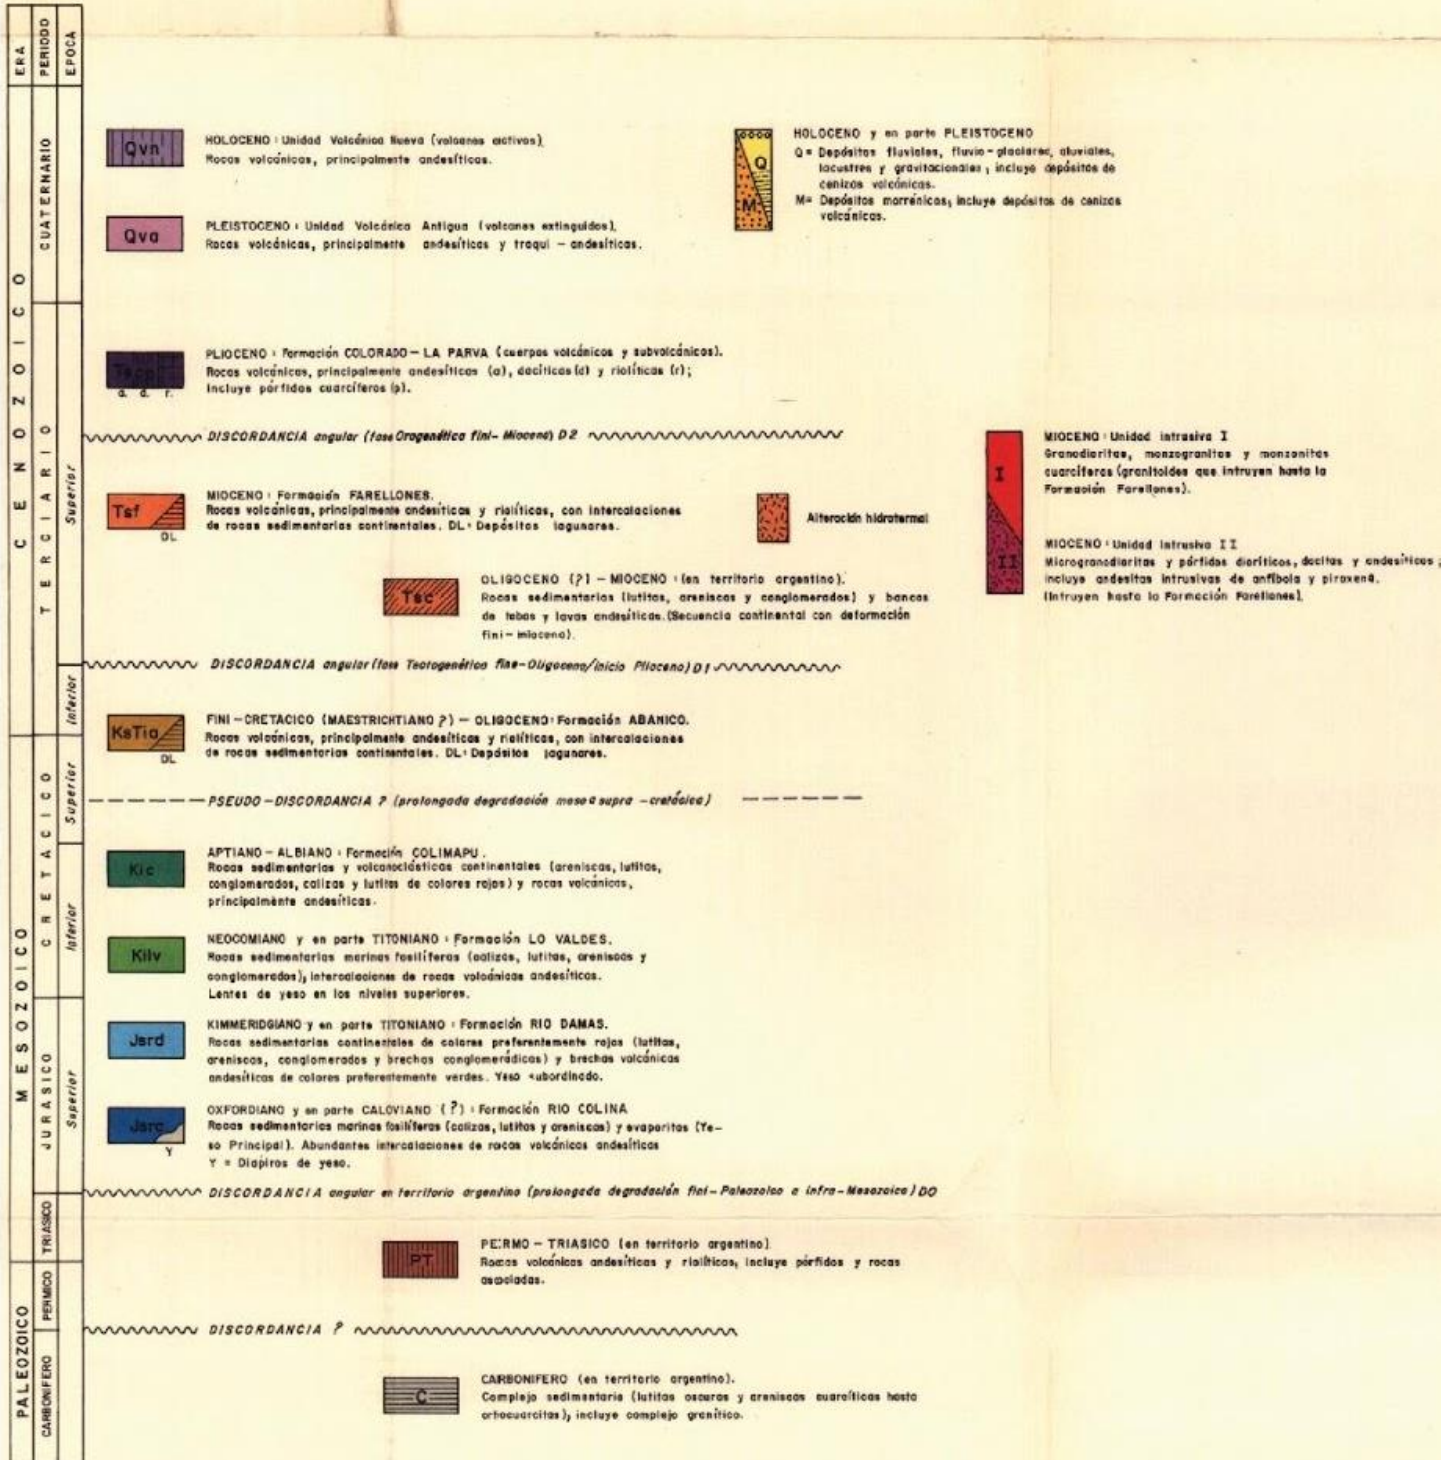 ERA
PERIODO
EPOCA
CENOZOICO
CUATERNARIO
TERCIARIO
Superior
Inferior
MESOZOICO
CRETACICO
Superior
Inferior
JURASICO
Superior
TRIASICO
PALEOZOICO
PERMICO
CARBONIFERO
Qvn
HOLOCENO : Unidad Volcánica Nueva (volcanes activos)
Rocas volcánicas, principalmente andesíticas.
Qva
PLEISTOCENO : Unidad Volcánica Antigua (volcanes extinguidos).
Rocas volcánicas, principalmente andesíticas y traqui - andesíticas.
Q
M
HOLOCENO y en parte PLEISTOCENO
Q = Depósitos fluviales, fluvio-glaciares, aluviales,
lacustres y gravitacionales ; incluye depósitos de
cenizas volcánicas.
M= Depósitos morrénicos, incluye depósitos de cenizas
volcánicas.
a. d. r.
PLIOCENO : Formación COLORADO - LA PARVA (cuerpos volcánicos y subvolcánicos).
Rocas volcánicas, principalmente andesíticas (a), dacíticas (d) y riolíticas (r);
Incluye pórfidos cuarcíferos (p).
DISCORDANCIA angular (fase Orogenética fini- Mioceno) D2
Tsf
DL
MIOCENO : Formación FARELLONES.
Rocas volcánicas, principalmente andesíticas y riolíticas, con intercalaciones
de rocas sedimentarias continentales. DL: Depósitos lagunares.
Alteración hidrotermal
I
MIOCENO : Unidad intrusiva I
Granodioritas, monzogranitos y monzonitas
cuarcíferas (granitoides que intruyen hasta la
Formación Farellones).
II
MIOCENO : Unidad Intrusiva II
Microgranodioritas y pórfidos dioríticos, dacitas y andesíticos ;
incluye andesitas intrusivas de anfíbola y piroxena.
(Intruyen hasta la Formación Farellones).
Tsc
OLIGOCENO (?) - MIOCENO : (en territorio argentino).
Rocas sedimentarias (lutitas, areniscas y conglomerados) y bancos
de tobas y lavas andesíticas. (Secuencia continental con deformación
fini - mioceno).
DISCORDANCIA angular (fase Tectogenética fine-Oligoceno/inicio Plioceno) D1
KsTia
DL
FINI - CRETACICO (MAESTRICHTIANO ?) - OLIGOCENO : Formación ABANICO.
Rocas volcánicas, principalmente andesíticas y riolíticas, con intercalaciones
de rocas sedimentarias continentales. DL: Depósitos lagunares.
PSEUDO - DISCORDANCIA ? (prolongada degradación meso a supra - cretácica)
Kic
APTIANO - ALBIANO : Formación COLIMAPU .
Rocas sedimentarias y volcanoclásticas continentales (areniscas, lutitas,
conglomerados, calizas y lutitas de colores rojos) y rocas volcánicas,
principalmente andesíticas.
Kilv
NEOCOMIANO y en parte TITONIANO : Formación LO VALDES.
Rocas sedimentarias marinas fosilíferas (calizas, lutitas, areniscas y
conglomerados), intercalaciones de rocas volcánicas andesíticas.
Lentes de yeso en los niveles superiores.
Jsrd
KIMMERIDGIANO y en parte TITONIANO : Formación RIO DAMAS.
Rocas sedimentarias continentales de colores preferentemente rojos (lutitas,
areniscas, conglomerados y brechas conglomerádicas) y brechas volcánicas
andesíticas de colores preferentemente verdes. Yeso subordinado.
Jsrc
Y
OXFORDIANO y en parte CALOVIANO (?) : Formación RIO COLINA
Rocas sedimentarias marinas fosilíferas (calizas, lutitas y areniscas) y evaporitas (Ye-
so Principal). Abundantes intercalaciones de rocas volcánicas andesíticas
Y = Diapiros de yeso.
DISCORDANCIA angular en territorio argentino (prolongada degradación fini-Paleozoico a infra-Mesozoico) D0
PT
PERMO - TRIASICO (en territorio argentino)
Rocas volcánicas andesíticas y riolíticas, incluye pórfidos y rocas
asociadas.
DISCORDANCIA ?
C
CARBONIFERO (en territorio argentino).
Complejo sedimentario (lutitas oscuras y areniscas cuarcíticas hasta
ortocuarcitas), incluye complejo granítico.